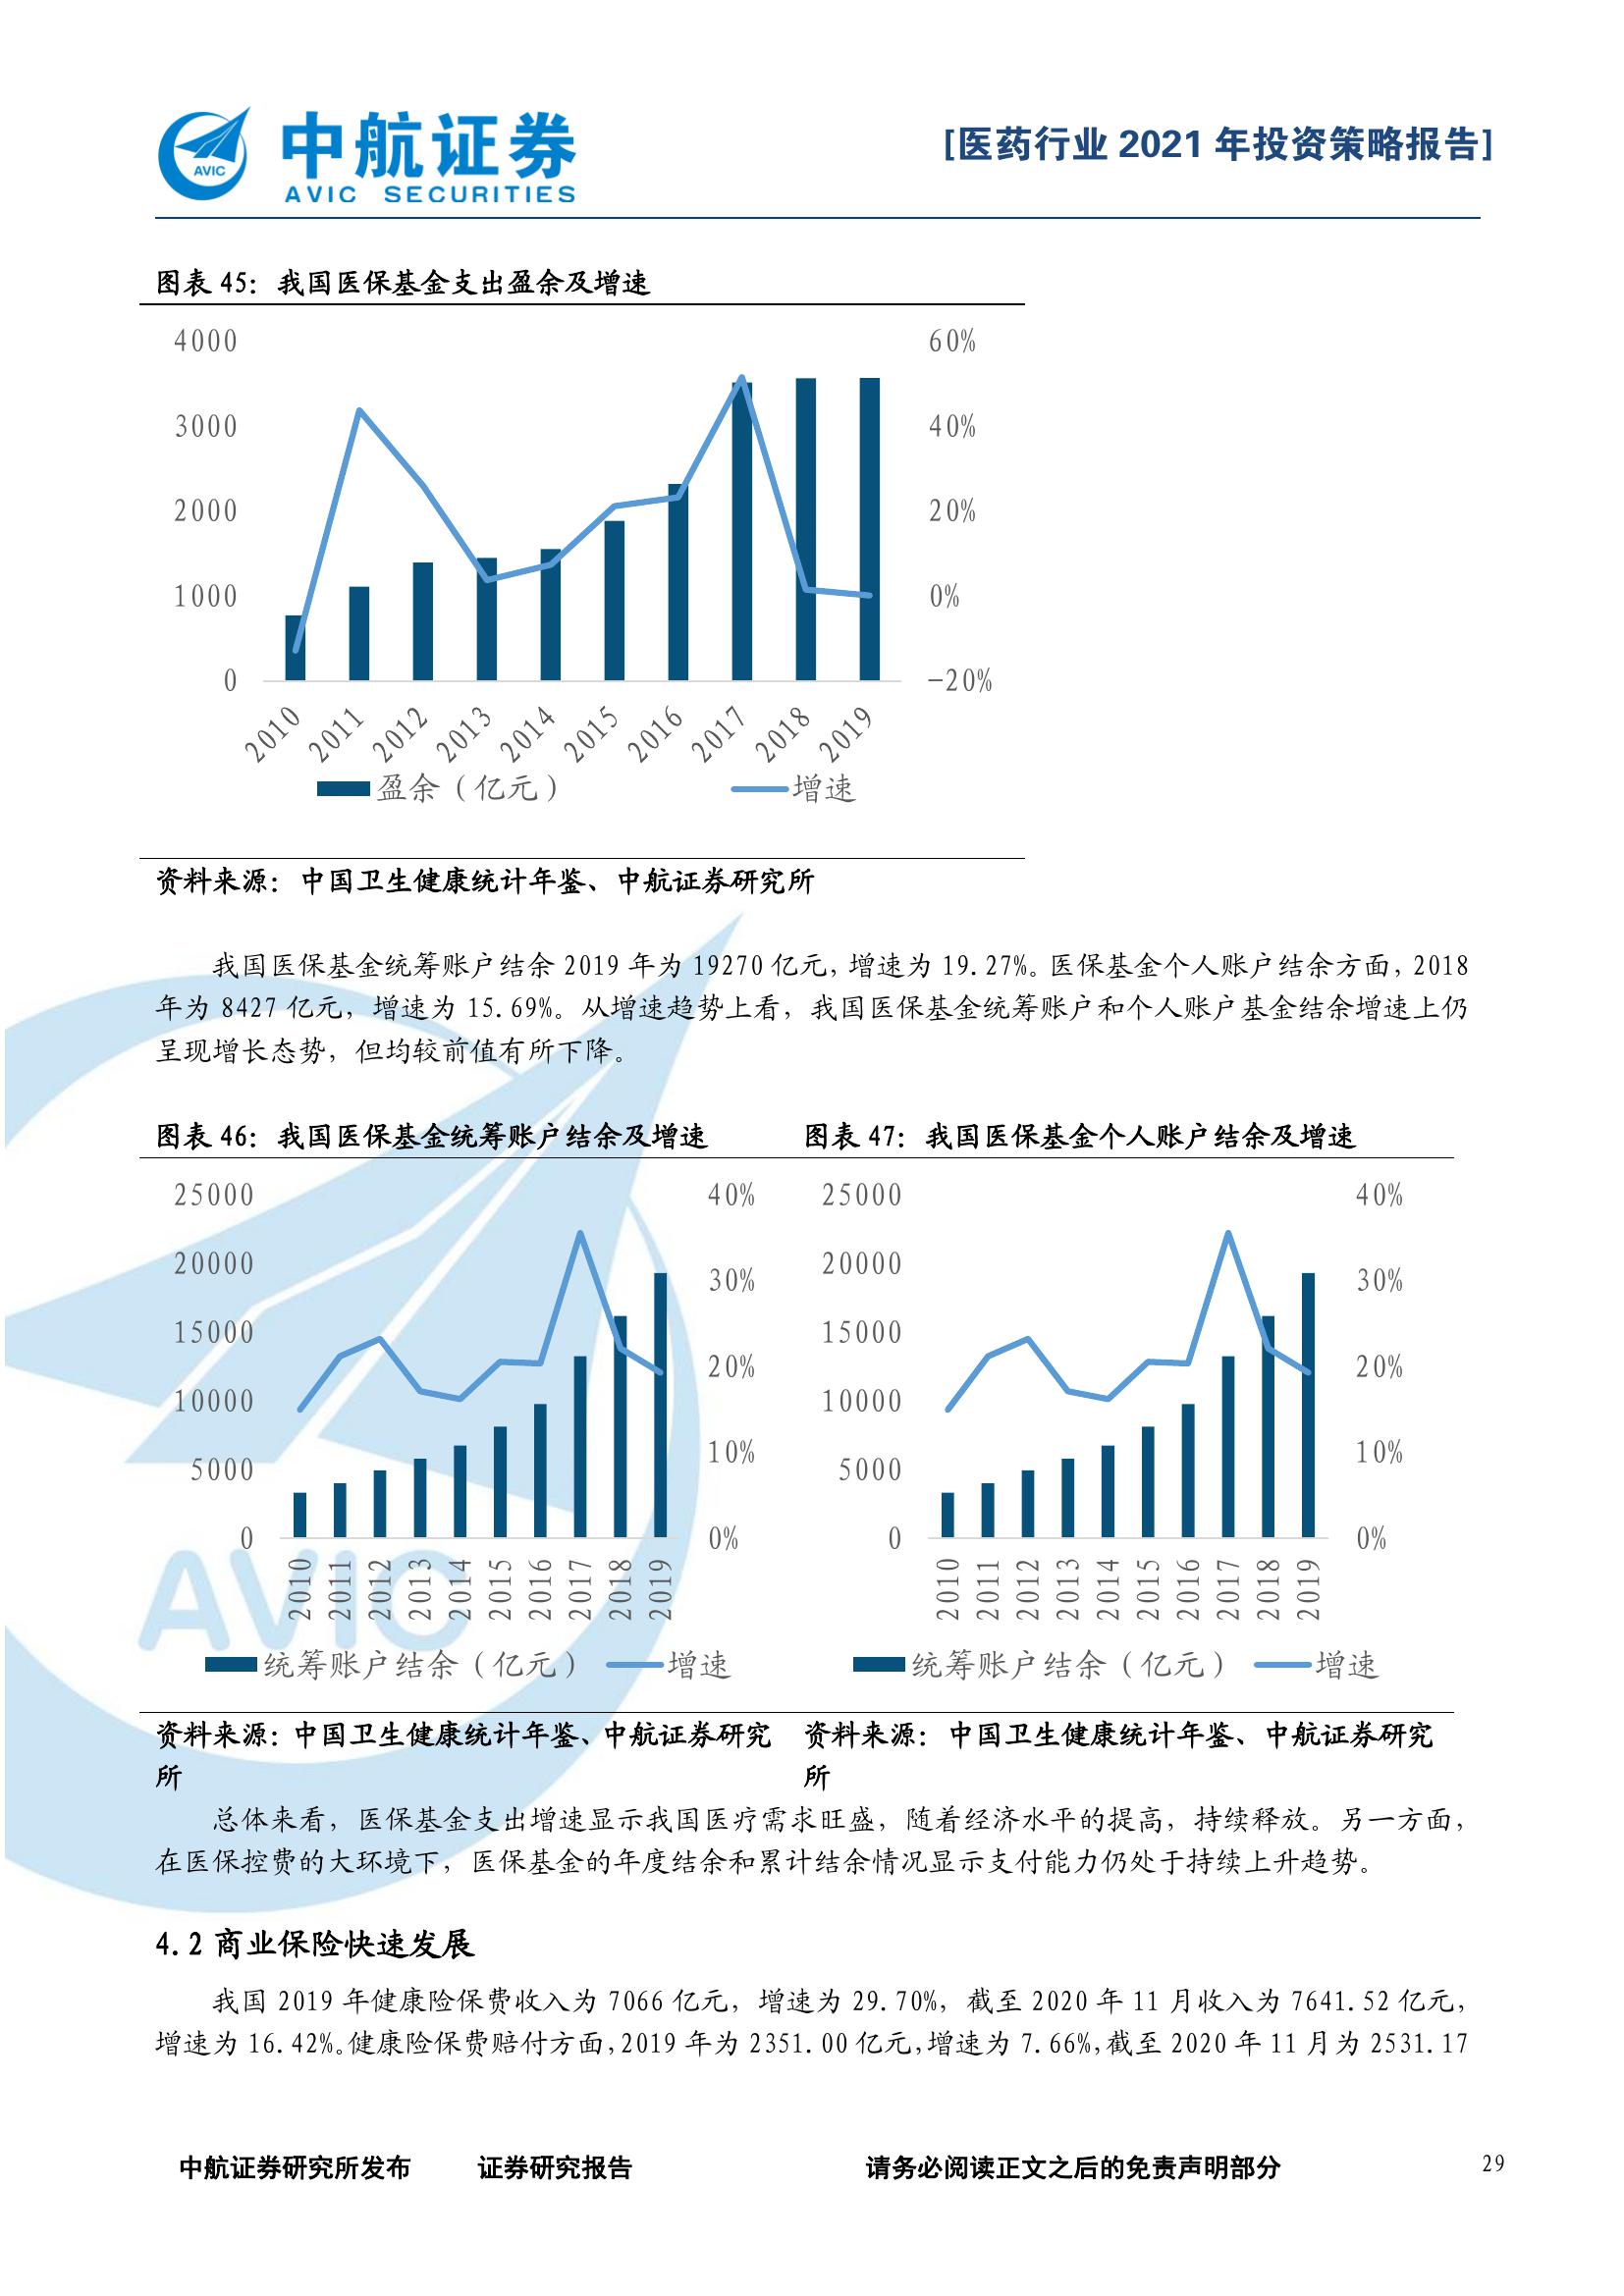 中航证券
AVIC SECURITIES
AVIC
[医药行业 2021 年投资策略报告]
图表 45：我国医保基金支出盈余及增速
4000
3000
2000
1000
0
60%
40%
20%
0%
-20%
2010 2011 2012 2013 2014 2015 2016 2017 2018 2019
盈余（亿元） 增速
资料来源：中国卫生健康统计年鉴、中航证券研究所
我国医保基金统筹账户结余 2019 年为 19270 亿元，增速为 19.27%。医保基金个人账户结余方面，2018
年为 8427 亿元，增速为 15.69%。从增速趋势上看，我国医保基金统筹账户和个人账户基金结余增速上仍
呈现增长态势，但均较前值有所下降。
图表 46：我国医保基金统筹账户结余及增速
25000
20000
15000
10000
5000
0
40%
30%
20%
10%
0%
2010 2011 2012 2013 2014 2015 2016 2017 2018 2019
统筹账户结余（亿元） 增速
资料来源：中国卫生健康统计年鉴、中航证券研究
所
图表 47：我国医保基金个人账户结余及增速
25000
20000
15000
10000
5000
0
40%
30%
20%
10%
0%
2010 2011 2012 2013 2014 2015 2016 2017 2018 2019
统筹账户结余（亿元） 增速
资料来源：中国卫生健康统计年鉴、中航证券研究
所
AVIC
总体来看，医保基金支出增速显示我国医疗需求旺盛，随着经济水平的提高，持续释放。另一方面，
在医保控费的大环境下，医保基金的年度结余和累计结余情况显示支付能力仍处于持续上升趋势。
4.2 商业保险快速发展
我国 2019 年健康险保费收入为 7066 亿元，增速为 29.70%，截至 2020 年 11 月收入为 7641.52 亿元，
增速为 16.42%。健康险保费赔付方面，2019 年为 2351.00 亿元，增速为 7.66%，截至 2020 年 11 月为 2531.17
中航证券研究所发布 证券研究报告 请务必阅读正文之后的免责声明部分 29